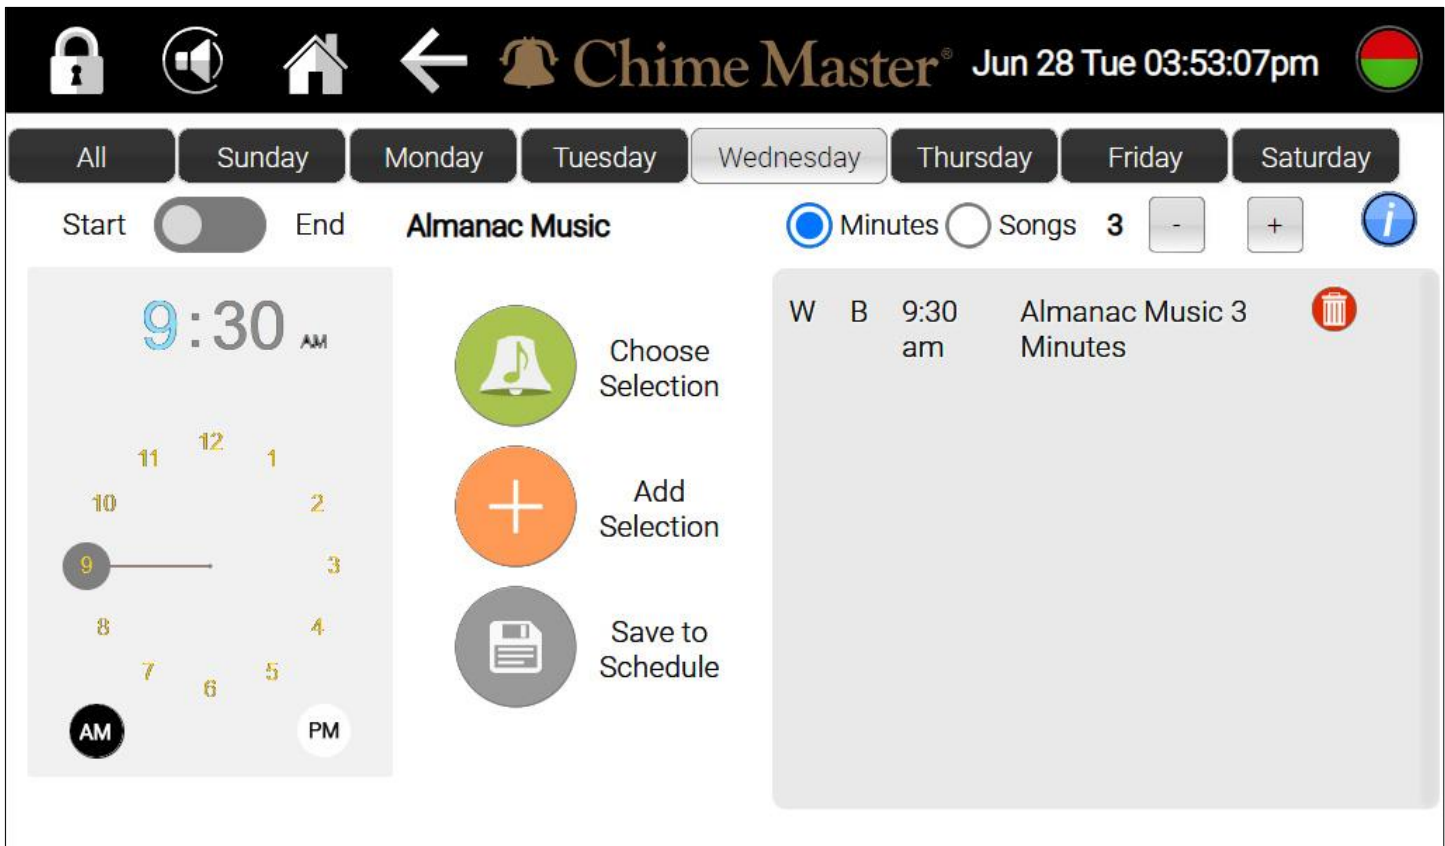 Chime Master® Jun 28 Tue 03:53:07pm
All Sunday Monday Tuesday Wednesday Thursday Friday Saturday
Start End Almanac Music Minutes Songs 3 - + i
9:30 AM
W B 9:30 am Almanac Music 3 Minutes
Choose
Selection
12
11 1
10 2
9 3
8 4
7 5
6
AM PM
Add
Selection
Save to
Schedule